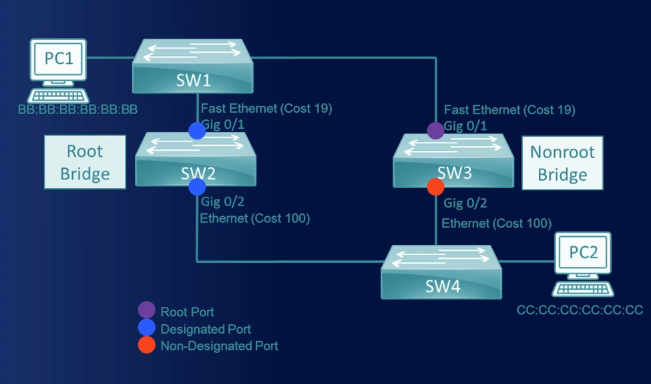 PC1
SW1
BB:BB:BB:BB:BB:BB
Fast Ethernet (Cost 19)
Gig 0/1
Fast Ethernet (Cost 19)
Gig 0/1
Root
Bridge
SW2
SW3
Nonroot
Bridge
Gig 0/2
Ethernet (Cost 100)
Gig 0/2
Ethernet (Cost 100)
PC2
SW4
CC:CC:CC:CC:CC:CC
Root Port
Designated Port
Non-Designated Port